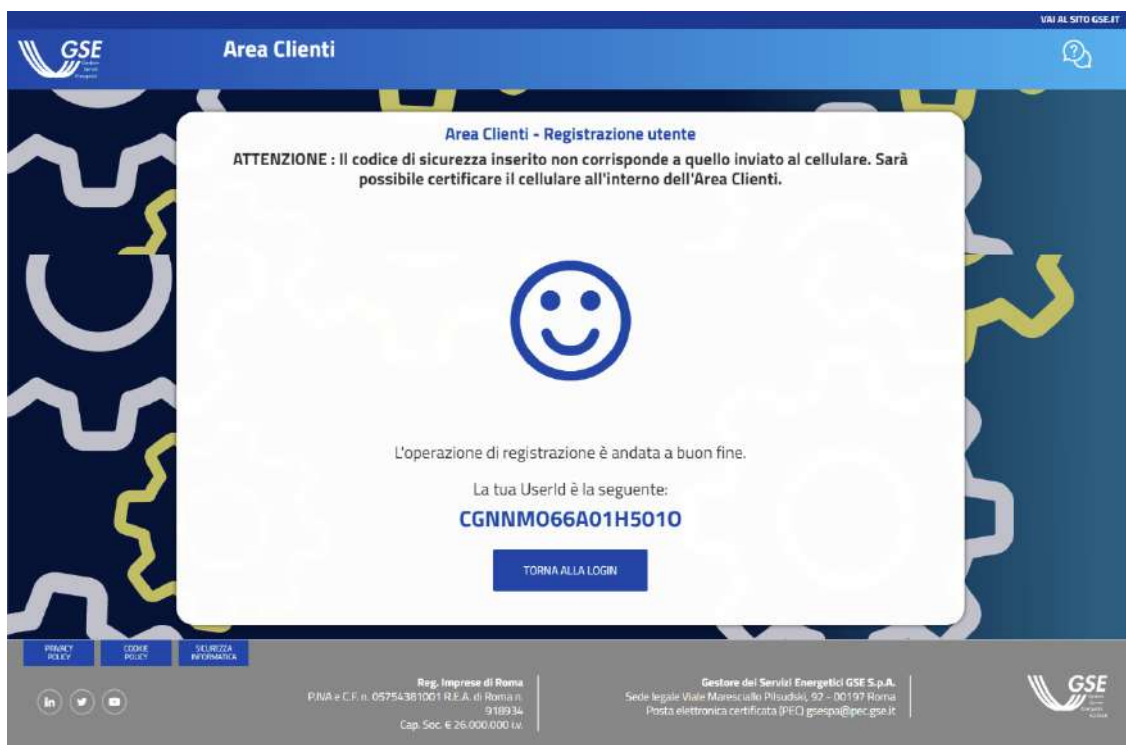 VAI AL SITO GSE.IT
GSE
Area Clienti
Area Clienti - Registrazione utente
ATTENZIONE : Il codice di sicurezza inserito non corrisponde a quello inviato al cellulare. Sarà
possibile certificare il cellulare all'interno dell'Area Clienti.
L'operazione di registrazione è andata a buon fine.
La tua UserId è la seguente:
CGNNMO66A01H501O
TORNA ALLA LOGIN
PRIVACY
POLICY
COOKIE
POLICY
SICUREZZA
INFORMATICA
Reg. Imprese di Roma
P.IVA e C.F. n. 05754381001 R.E.A. di Roma n.
918934
Cap. Soc. € 26.000.000 i.v.
Gestore dei Servizi Energetici GSE S.p.A.
Sede legale Viale Maresciallo Pilsudski, 92 - 00197 Roma
Posta elettronica certificata (PEC) gsespa@pec.gse.it
GSE